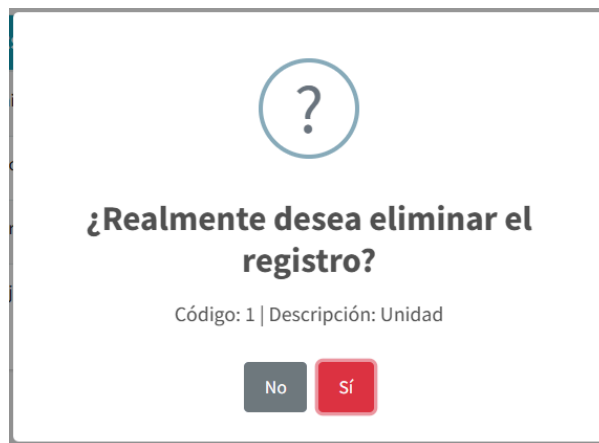 ?
¿Realmente desea eliminar el
registro?
Código: 1 | Descripción: Unidad
No Sí